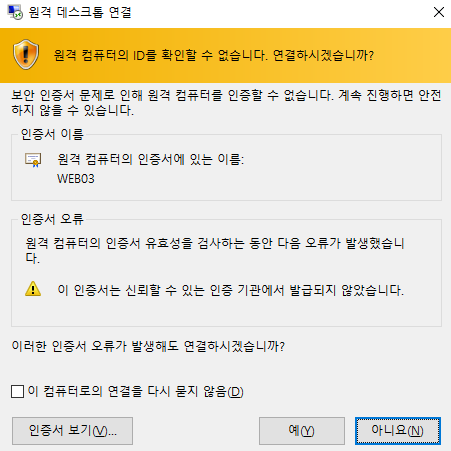 원격 데스크톱 연결
원격 컴퓨터의 ID를 확인할 수 없습니다. 연결하시겠습니까?
보안 인증서 문제로 인해 원격 컴퓨터를 인증할 수 없습니다. 계속 진행하면 안전
하지 않을 수 있습니다.
인증서 이름
원격 컴퓨터의 인증서에 있는 이름:
WEB03
인증서 오류
원격 컴퓨터의 인증서 유효성을 검사하는 동안 다음 오류가 발생했습니
다.
이 인증서는 신뢰할 수 있는 인증 기관에서 발급되지 않았습니다.
이러한 인증서 오류가 발생해도 연결하시겠습니까?
이 컴퓨터로의 연결을 다시 묻지 않음(D)
인증서 보기(V)...
예(Y)
아니요(N)